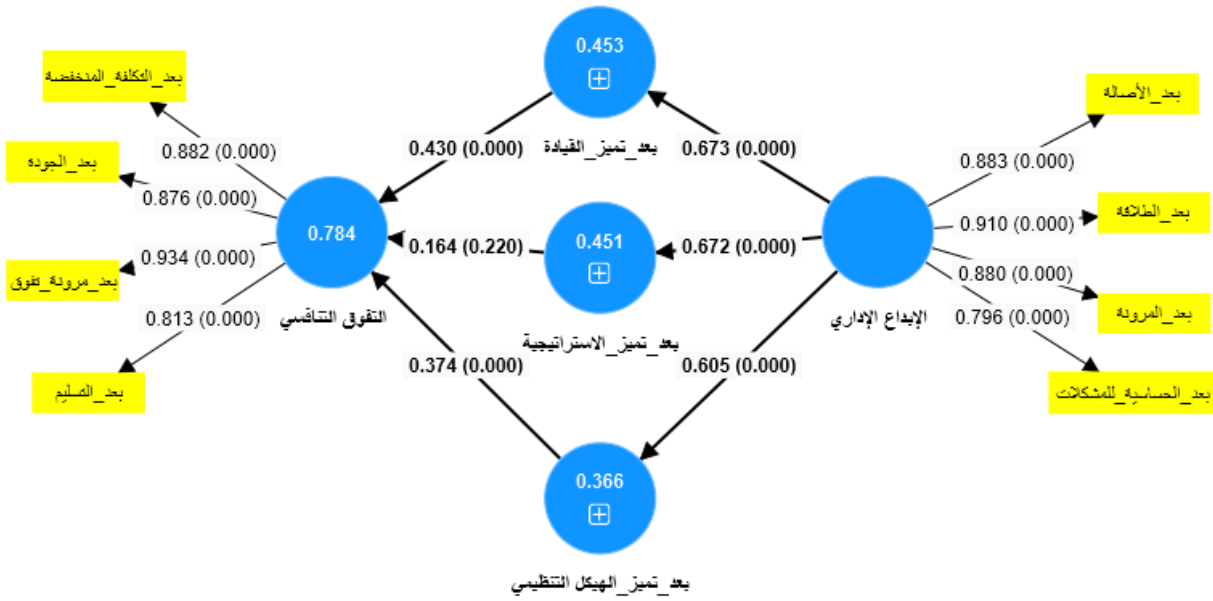 0.453
بعد_تميز_القيادة
بعد_التكلفة_المنخفضة
بعد_الأصالة
0.882 (0.000)
0.430 (0.000)
0.673 (0.000)
0.883 (0.000)
بعد_الجودة
0.876 (0.000)
بعد_الطلاقة
0.910 (0.000)
0.784
0.164 (0.220)
0.451
0.672 (0.000)
0.934 (0.000)
بعد_مرونة_تفوق
0.880 (0.000)
بعد_المرونة
التفوق التنافسي
بعد_تميز_الاستراتيجية
الإبداع الإداري
0.813 (0.000)
0.796 (0.000)
بعد_التسليم
0.374 (0.000)
0.605 (0.000)
بعد_الحساسية_للمشكلات
0.366
بعد_تميز_الهيكل التنظيمي